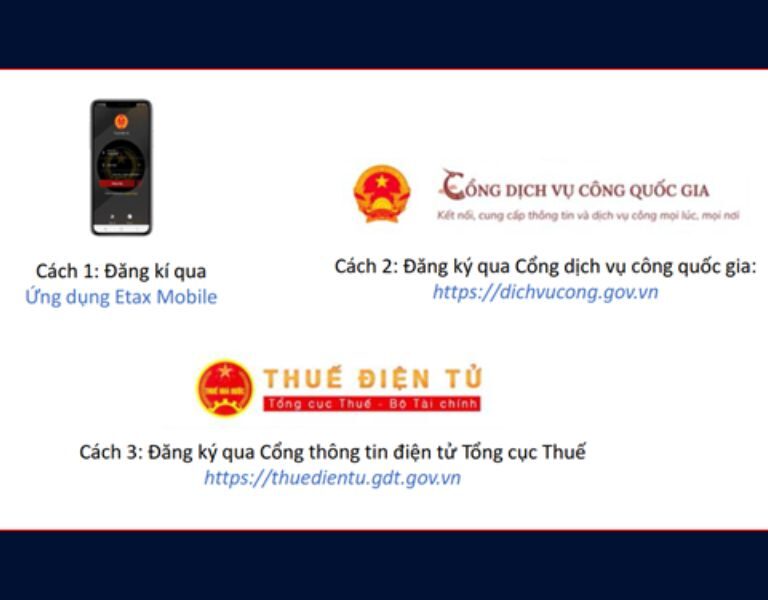 CỔNG DỊCH VỤ CÔNG QUỐC GIA
Kết nối, cung cấp thông tin và dịch vụ công mọi lúc, mọi nơi
Cách 1: Đăng kí qua
Ứng dụng Etax Mobile
Cách 2: Đăng ký qua Cổng dịch vụ công quốc gia:
https://dichvucong.gov.vn
THUẾ NHÀ NƯỚC
THUẾ ĐIỆN TỬ
Tổng cục Thuế - Bộ Tài chính
Cách 3: Đăng ký qua Cổng thông tin điện tử Tổng cục Thuế
https://thuedientu.gdt.gov.vn